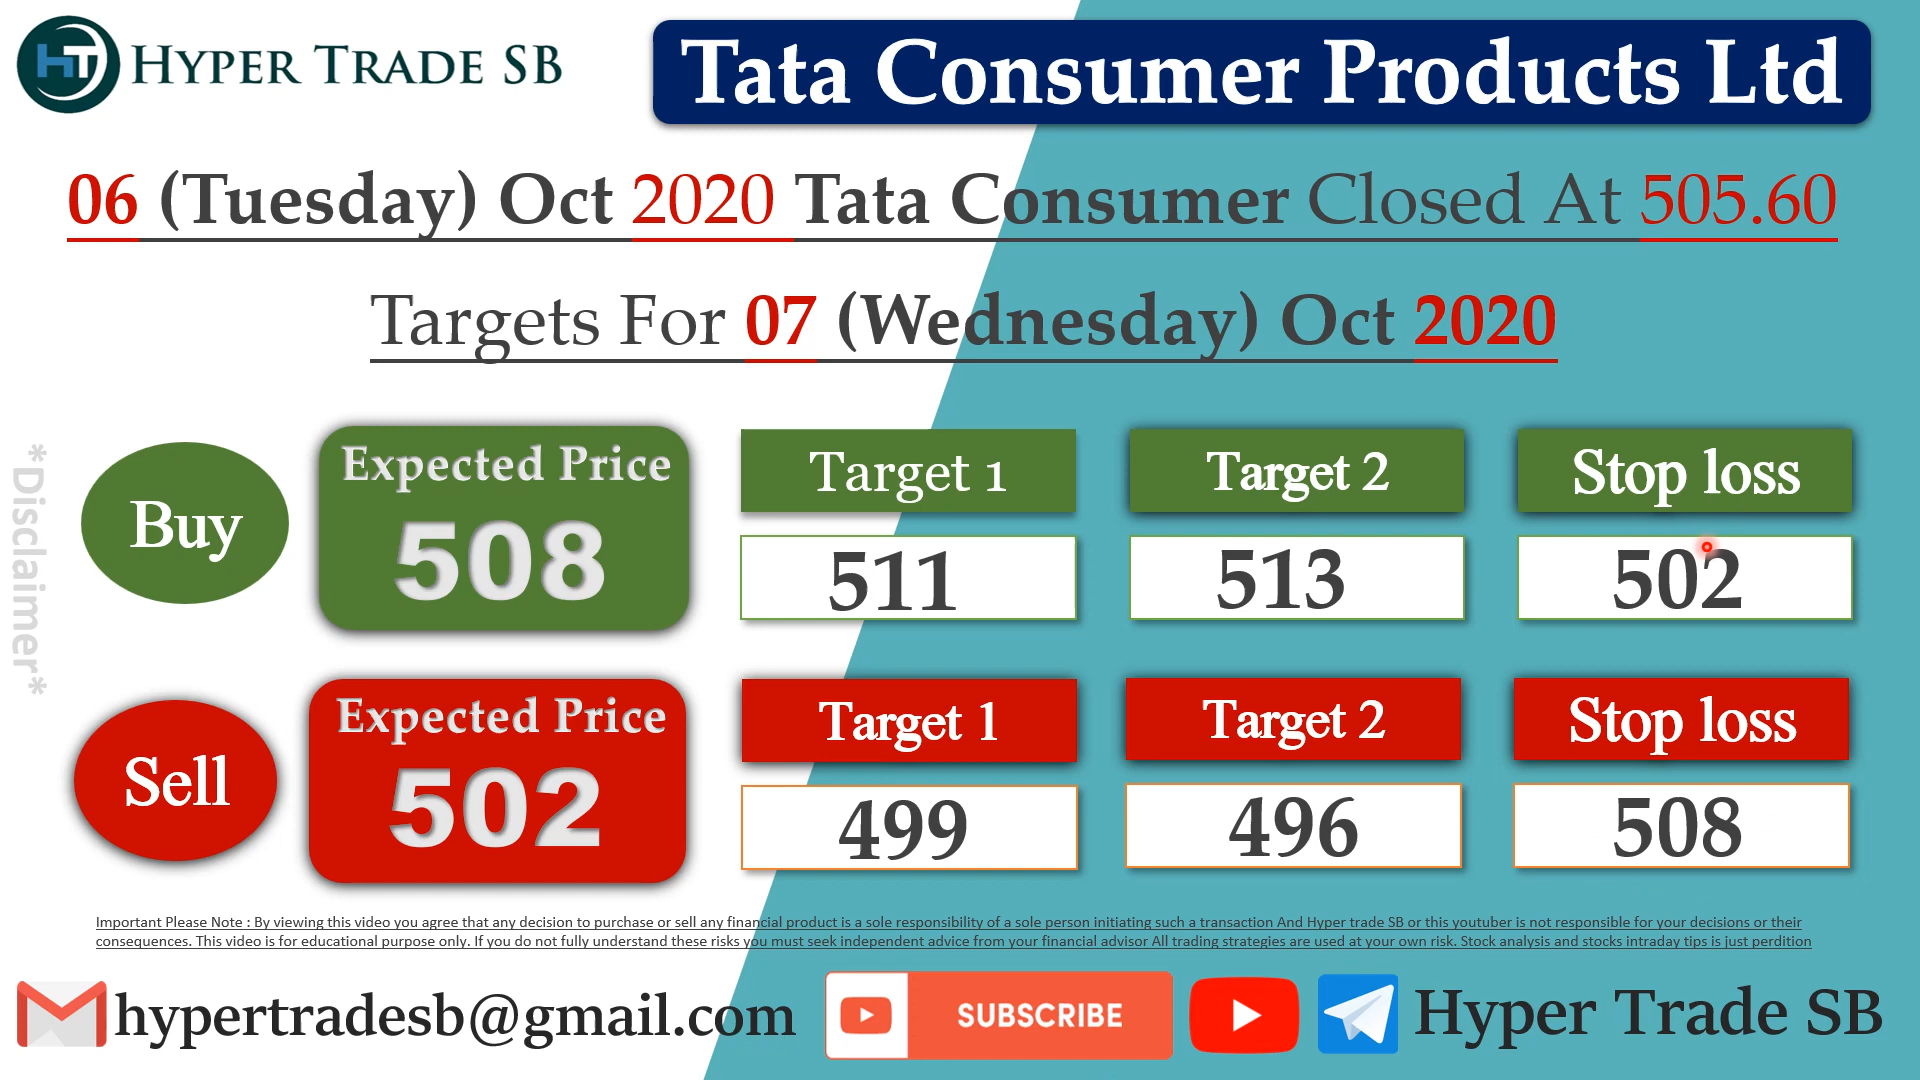 HT HYPER TRADE SB
Tata Consumer Products Ltd
06 (Tuesday) Oct 2020 Tata Consumer Closed At 505.60
Targets For 07 (Wednesday) Oct 2020
*Disclaimer*
Buy
Expected Price
508
Target 1
511
Target 2
513
Stop loss
502
Sell
Expected Price
502
Target 1
499
Target 2
496
Stop loss
508
Important Please Note : By viewing this video you agree that any decision to purchase or sell any financial product is a sole responsibility of a sole person initiating such a transaction And Hyper trade SB or this youtuber is not responsible for your decisions or their
consequences. This video is for educational purpose only. If you do not fully understand these risks you must seek independent advice from your financial advisor All trading strategies are used at your own risk. Stock analysis and stocks intraday tips is just perdition
hypertradesb@gmail.com
SUBSCRIBE
Hyper Trade SB